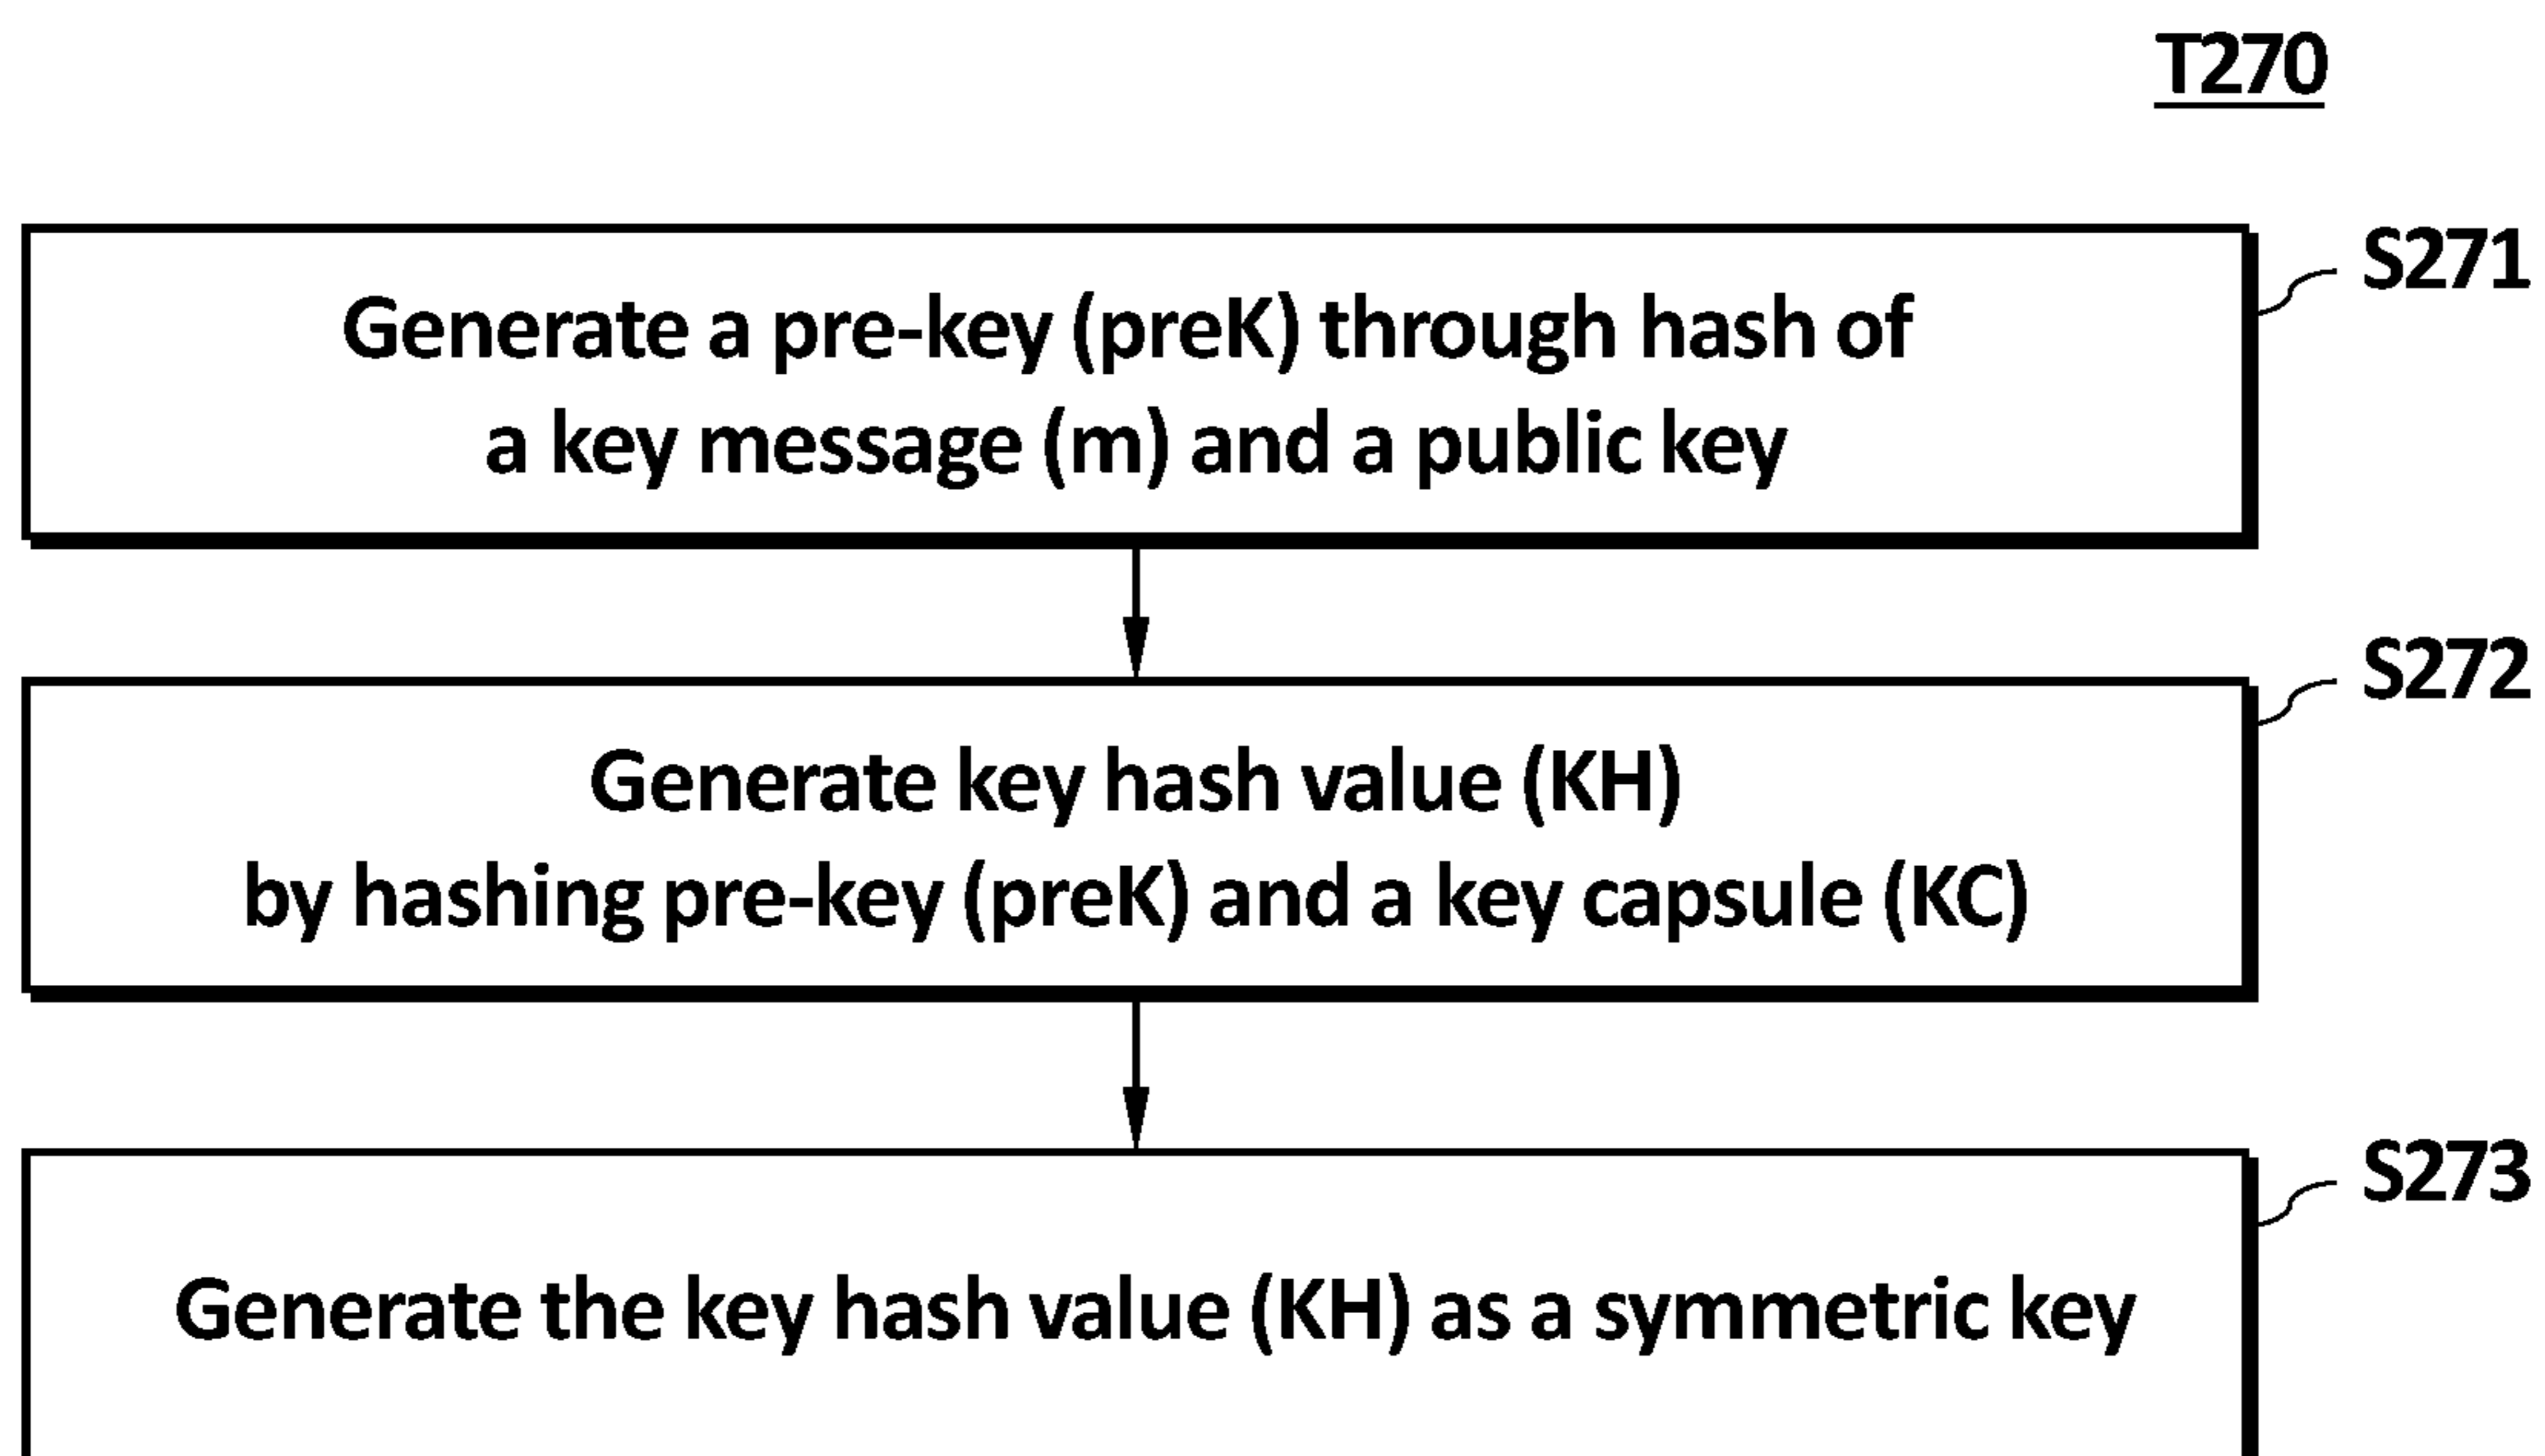 T270
S271
Generate a pre-key (preK) through hash of
a key message (m) and a public key
S272
Generate key hash value (KH)
by hashing pre-key (preK) and a key capsule (KC)
S273
Generate the key hash value (KH) as a symmetric key